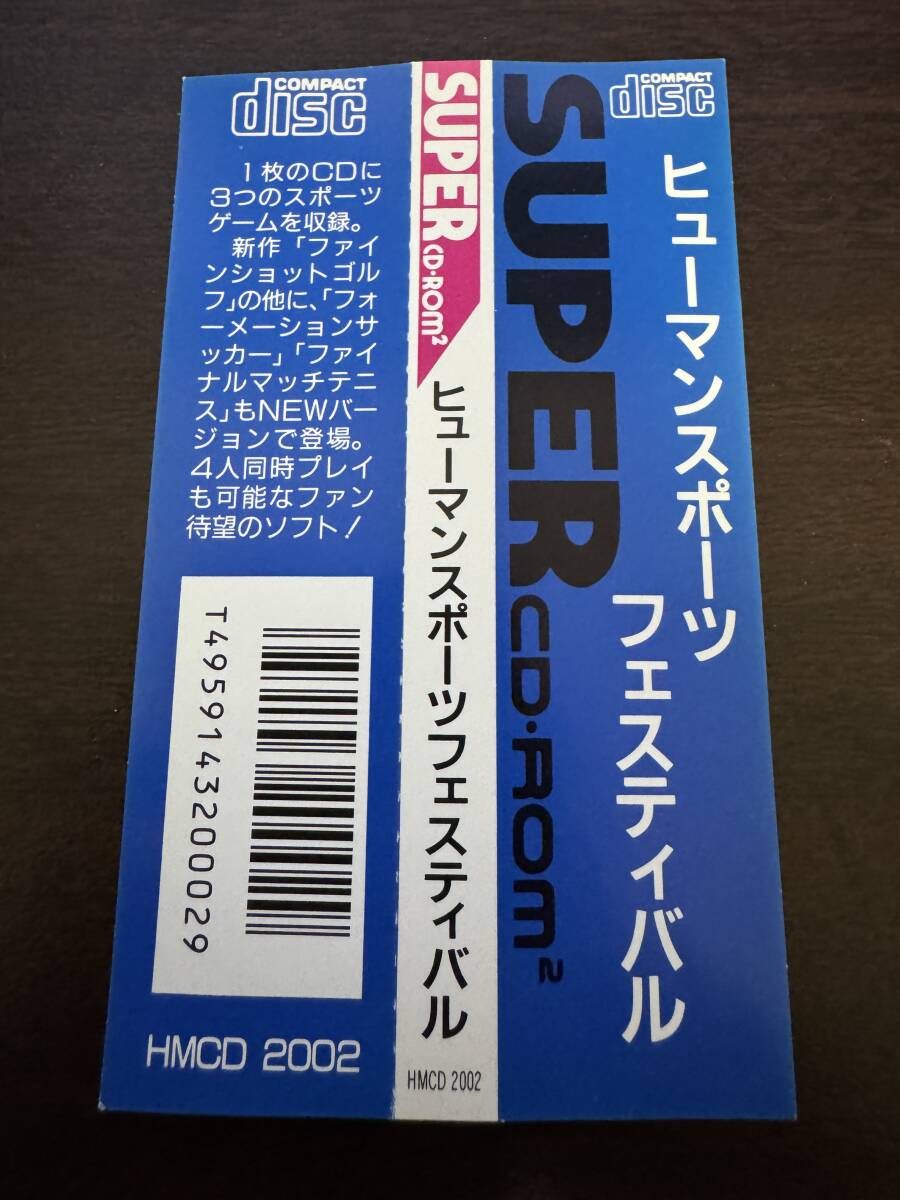 COMPACT
disc
1枚のCDに
3つのスポーツ
ゲームを収録。
新作「ファイ
ンショットゴル
フ」の他に、「フォ
ーメーションサ
ッカー」「ファイ
ナルマッチテニ
ス」もNEWバー
ジョンで登場。
4人同時プレイ
も可能なファン
待望のソフト!
T4959143200029
HMCD 2002
SUPER CD・ROM2
ヒューマンスポーツフェスティバル
HMCD 2002
SUPER CD・ROM2
COMPACT
disc
ヒューマンスポーツ
フェスティバル